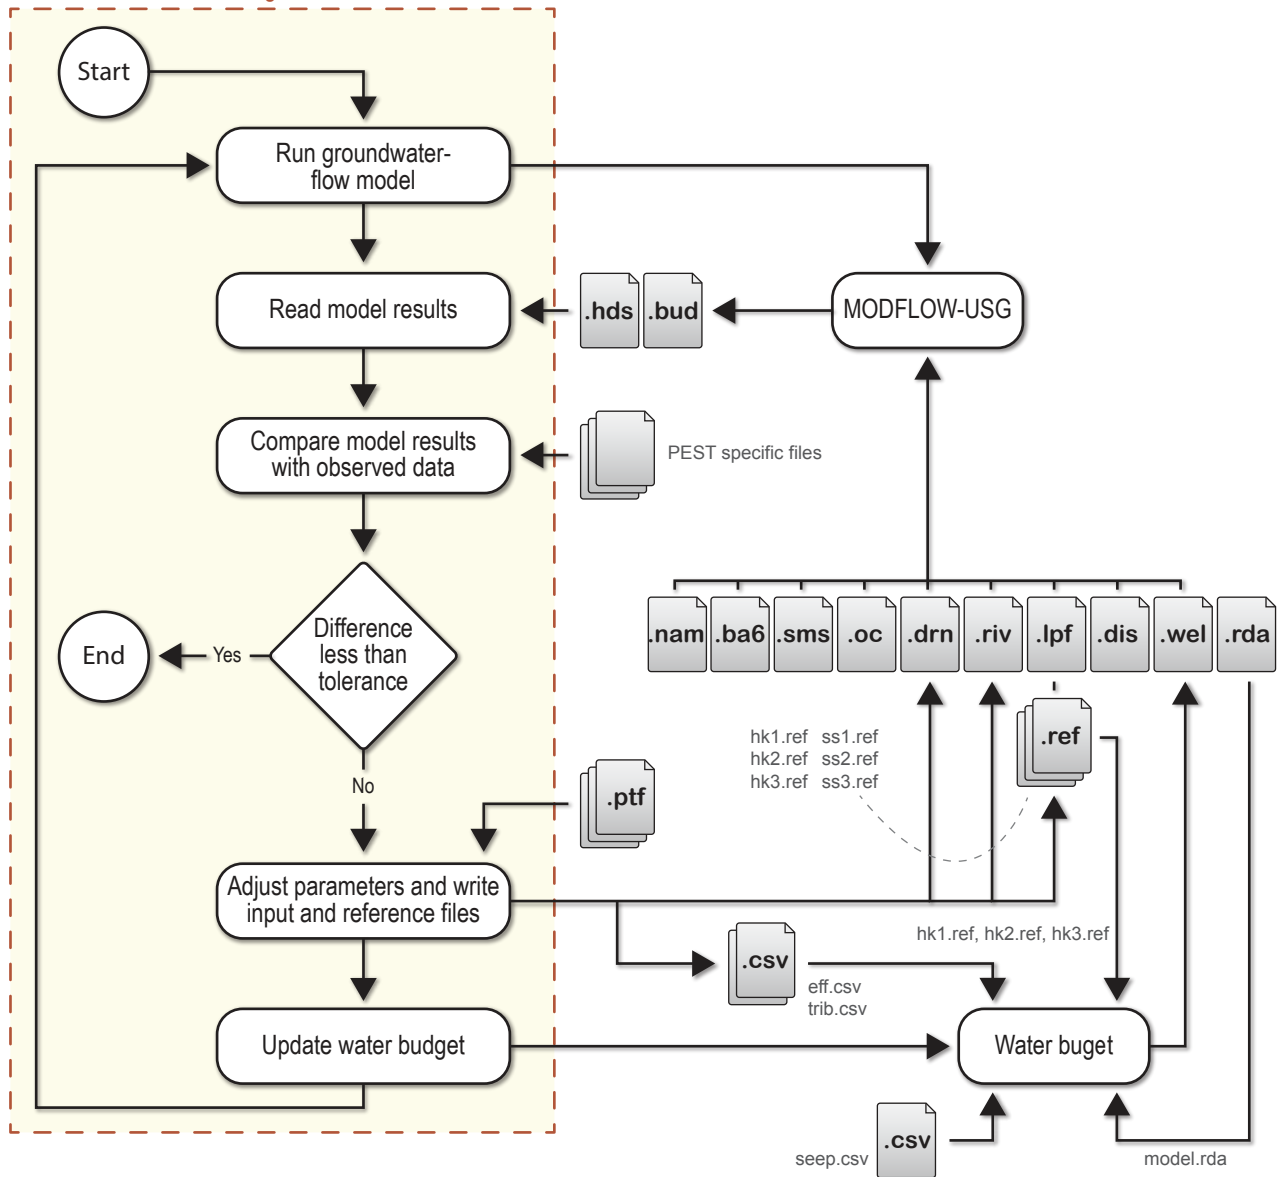 Start
Run groundwater-
flow model
Read model results
.hds
.bud
MODFLOW-USG
Compare model results
with observed data
PEST specific files
Difference
less than
tolerance
Yes
End
No
.nam
.ba6
.sms
.oc
.drn
.riv
.lpf
.dis
.wel
.rda
hk1.ref ss1.ref
hk2.ref ss2.ref
hk3.ref ss3.ref
.ref
.ptf
Adjust parameters and write
input and reference files
hk1.ref, hk2.ref, hk3.ref
.csv
eff.csv
trib.csv
Update water budget
Water buget
.csv
seep.csv
model.rda